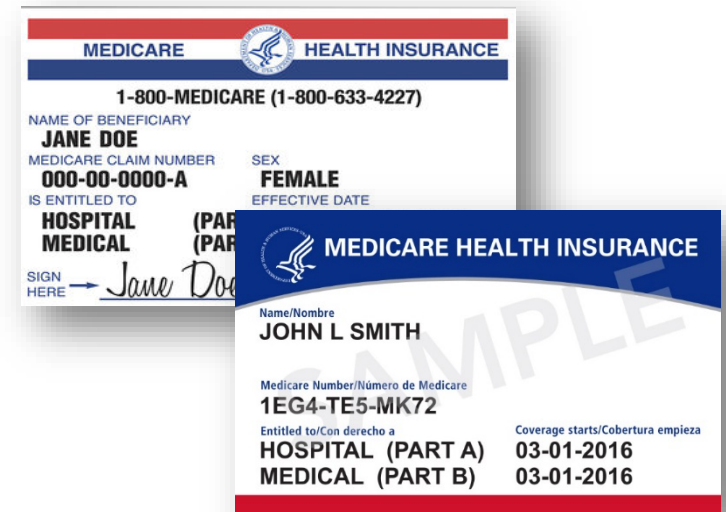 MEDICARE HEALTH INSURANCE
1-800-MEDICARE (1-800-633-4227)
NAME OF BENEFICIARY
JANE DOE
MEDICARE CLAIM NUMBER SEX
000-00-0000-A FEMALE
IS ENTITLED TO EFFECTIVE DATE
HOSPITAL
MEDICAL
SIGN
HERE Jane Doe
MEDICARE HEALTH INSURANCE
SAMPLE
Name/Nombre
JOHN L SMITH
Medicare Number/Número de Medicare
1EG4-TE5-MK72
Entitled to/Con derecho a Coverage starts/Cobertura empieza
HOSPITAL (PART A) 03-01-2016
MEDICAL (PART B) 03-01-2016